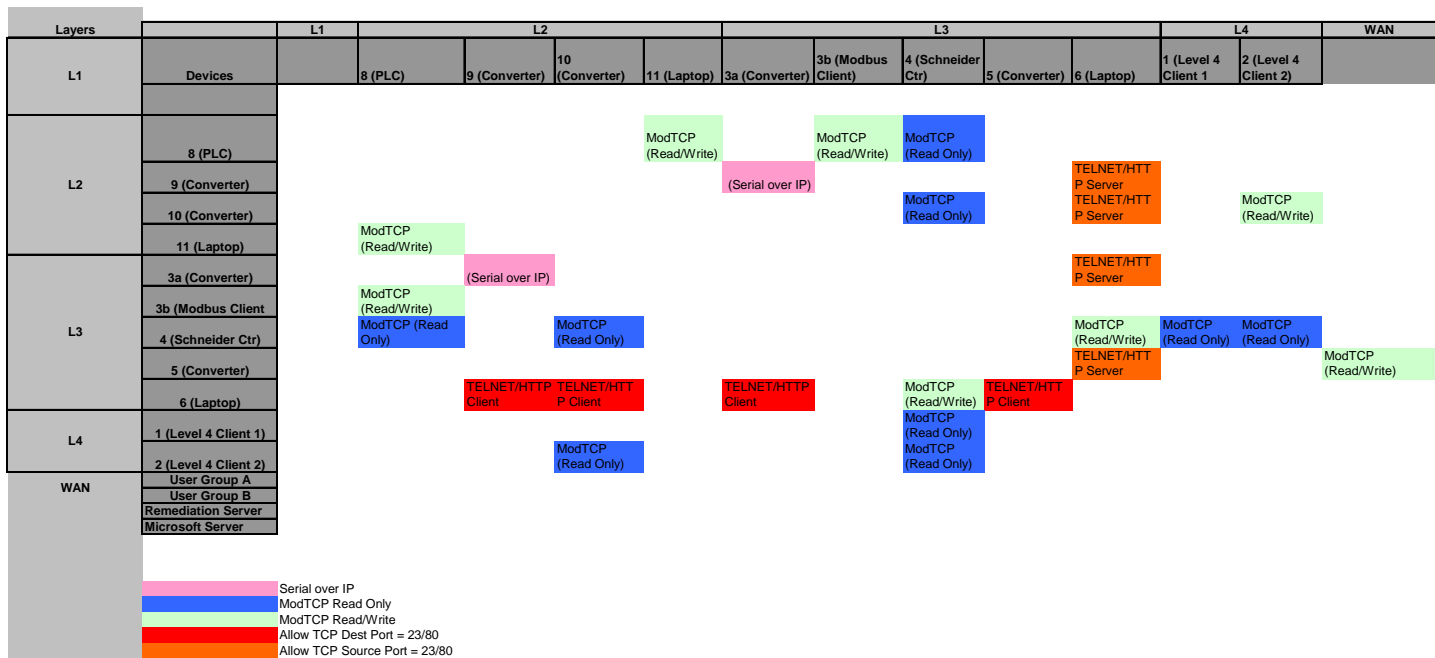 Layers L1 L2 L3 L4 WAN
L1 Devices 8 (PLC) 9 (Converter) 10 (Converter) 11 (Laptop) 3a (Converter) 3b (Modbus Client) 4 (Schneider Ctr) 5 (Converter) 6 (Laptop) 1 (Level 4 Client 1 2 (Level 4 Client 2)
L2
8 (PLC) ModTCP (Read/Write) ModTCP (Read/Write) ModTCP (Read Only)
9 (Converter) (Serial over IP) TELNET/HTTP Server
10 (Converter) ModTCP (Read Only) TELNET/HTTP Server ModTCP (Read/Write)
11 (Laptop) ModTCP (Read/Write)
L3
3a (Converter) (Serial over IP) TELNET/HTTP Server
3b (Modbus Client ModTCP (Read/Write)
4 (Schneider Ctr) ModTCP (Read Only) ModTCP (Read Only) ModTCP (Read/Write) ModTCP (Read Only) ModTCP (Read Only)
5 (Converter) TELNET/HTTP Server ModTCP (Read/Write)
6 (Laptop) TELNET/HTTP Client TELNET/HTTP Client TELNET/HTTP Client ModTCP (Read/Write) TELNET/HTTP Client
L4
1 (Level 4 Client 1) ModTCP (Read Only)
2 (Level 4 Client 2) ModTCP (Read Only) ModTCP (Read Only)
WAN
User Group A
User Group B
Remediation Server
Microsoft Server
Serial over IP
ModTCP Read Only
ModTCP Read/Write
Allow TCP Dest Port = 23/80
Allow TCP Source Port = 23/80